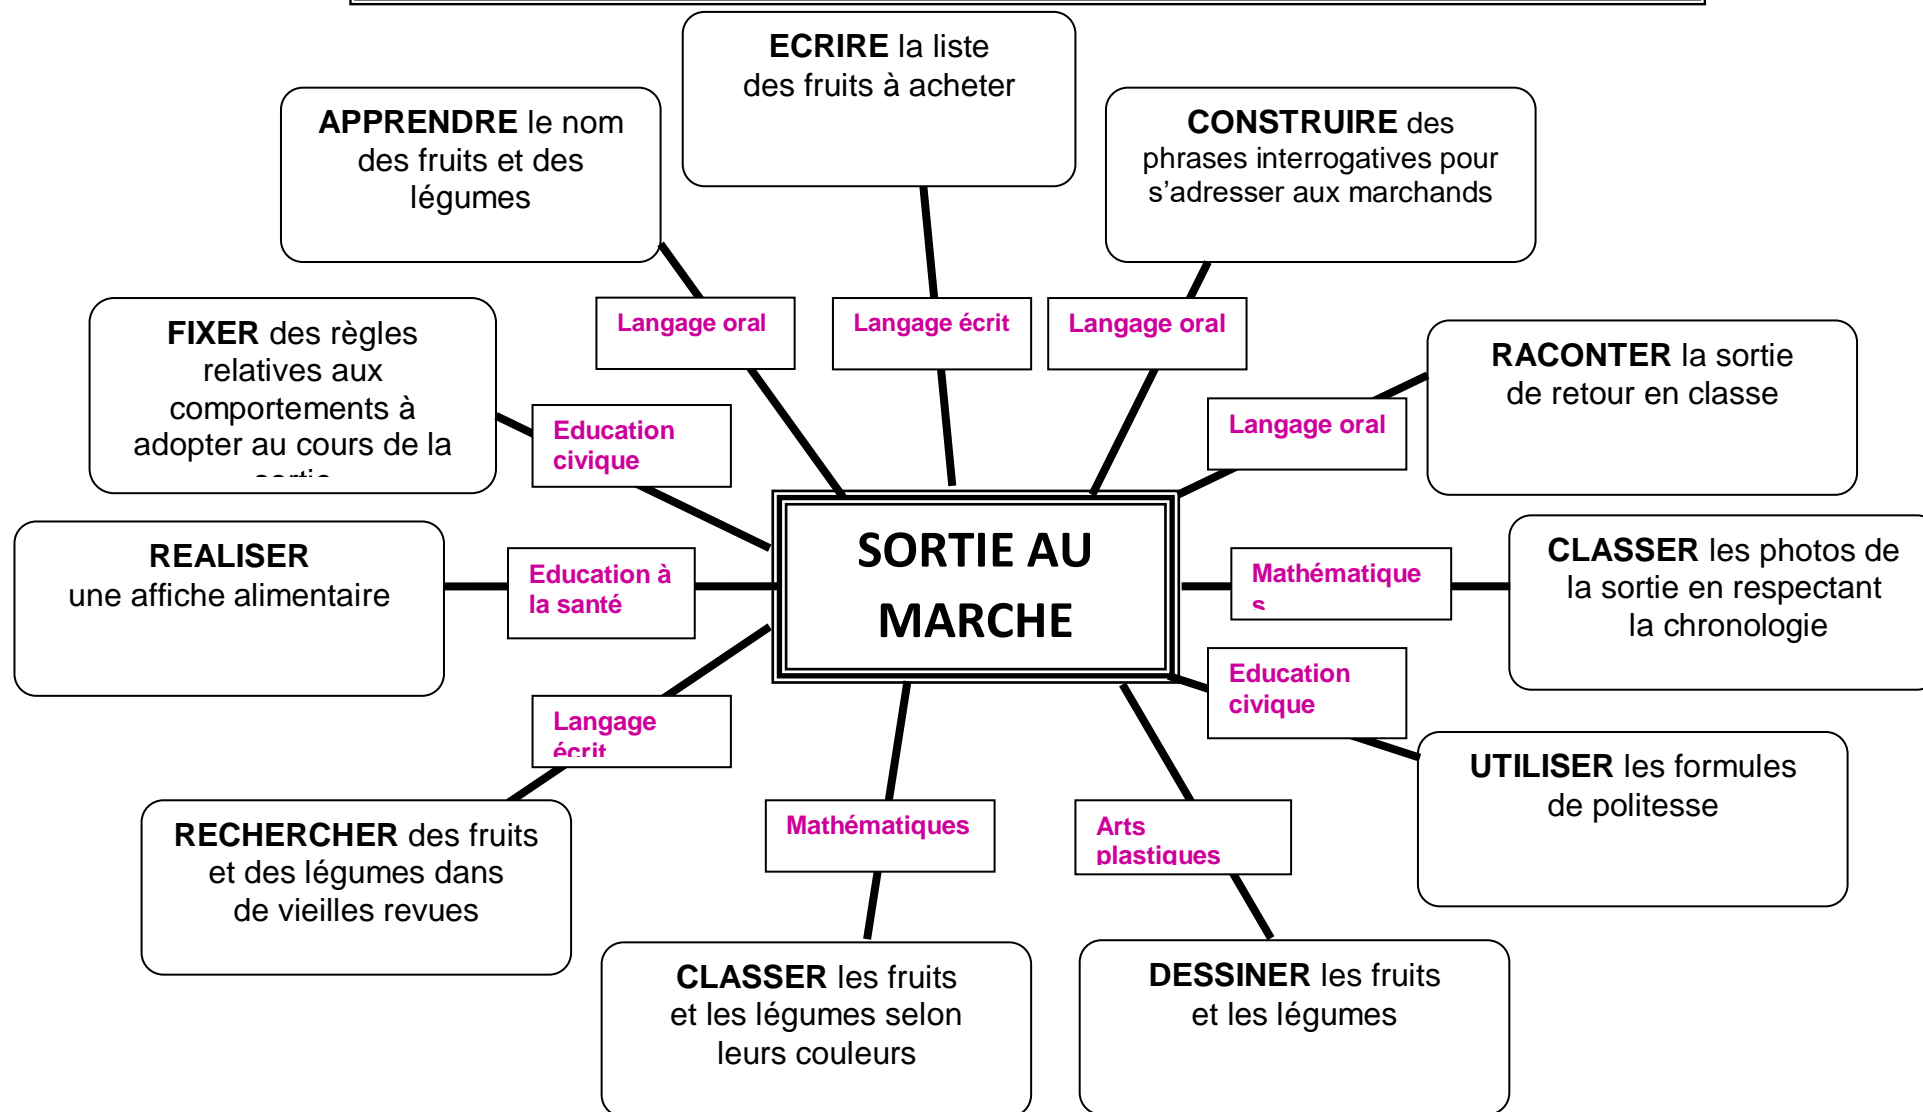 ECRIRE la liste
des fruits à acheter
APPRENDRE le nom
des fruits et des
légumes
CONSTRUIRE des
phrases interrogatives pour
s’adresser aux marchands
Langage oral
Langage écrit
Langage oral
FIXER des règles
relatives aux
comportements à
adopter au cours de la
sortie
Education
civique
Langage oral
RACONTER la sortie
de retour en classe
REALISER
une affiche alimentaire
Education à
la santé
SORTIE AU
MARCHE
Mathématique
s
CLASSER les photos de
la sortie en respectant
la chronologie
Education
civique
UTILISER les formules
de politesse
Langage
écrit
RECHERCHER des fruits
et des légumes dans
de vieilles revues
Mathématiques
Arts
plastiques
CLASSER les fruits
et les légumes selon
leurs couleurs
DESSINER les fruits
et les légumes